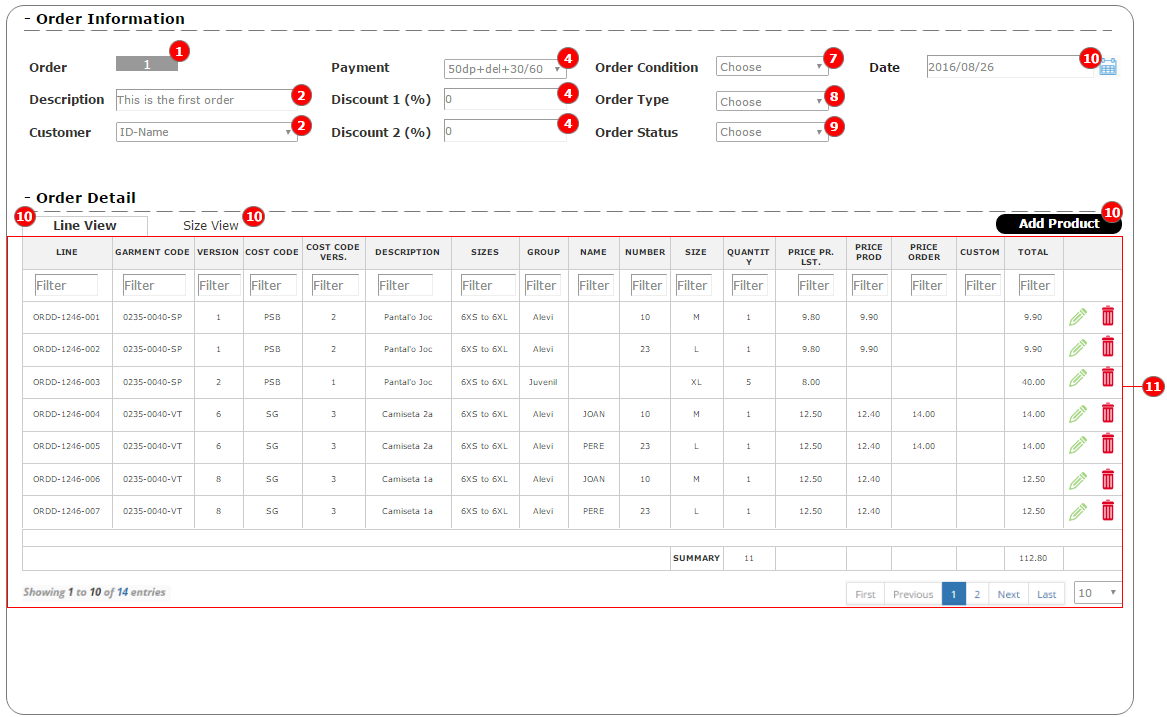 - Order Information
Order 1 1 Payment 50dp+del+30/60 4 Order Condition Choose 7 Date 2016/08/26 10
Description This is the first order 2 Discount 1 (%) 0 4 Order Type Choose 8
Customer ID-Name 2 Discount 2 (%) 0 4 Order Status Choose 9
- Order Detail
10 Line View Size View 10 Add Product 10
LINE GARMENT CODE VERSION COST CODE COST CODE VERS. DESCRIPTION SIZES GROUP NAME NUMBER SIZE QUANTITY PRICE PR. LST. PRICE PROD PRICE ORDER CUSTOM TOTAL
Filter Filter Filter Filter Filter Filter Filter Filter Filter Filter Filter Filter Filter Filter Filter Filter Filter
ORDD-1246-001 0235-0040-SP 1 PSB 2 Pantal'o Joc 6XS to 6XL Alevi 10 M 1 9.80 9.90 9.90
ORDD-1246-002 0235-0040-SP 1 PSB 2 Pantal'o Joc 6XS to 6XL Alevi 23 L 1 9.80 9.90 9.90
ORDD-1246-003 0235-0040-SP 2 PSB 1 Pantal'o Joc 6XS to 6XL Juvenil XL 5 8.00 40.00
11
ORDD-1246-004 0235-0040-VT 6 SG 3 Camiseta 2a 6XS to 6XL Alevi JOAN 10 M 1 12.50 12.40 14.00 14.00
ORDD-1246-005 0235-0040-VT 6 SG 3 Camiseta 2a 6XS to 6XL Alevi PERE 23 L 1 12.50 12.40 14.00 14.00
ORDD-1246-006 0235-0040-VT 8 SG 3 Camiseta 1a 6XS to 6XL Alevi JOAN 10 M 1 12.50 12.40 12.50
ORDD-1246-007 0235-0040-VT 8 SG 3 Camiseta 1a 6XS to 6XL Alevi PERE 23 L 1 12.50 12.40 12.50
SUMMARY 11 112.80
Showing 1 to 10 of 14 entries First Previous 1 2 Next Last 10